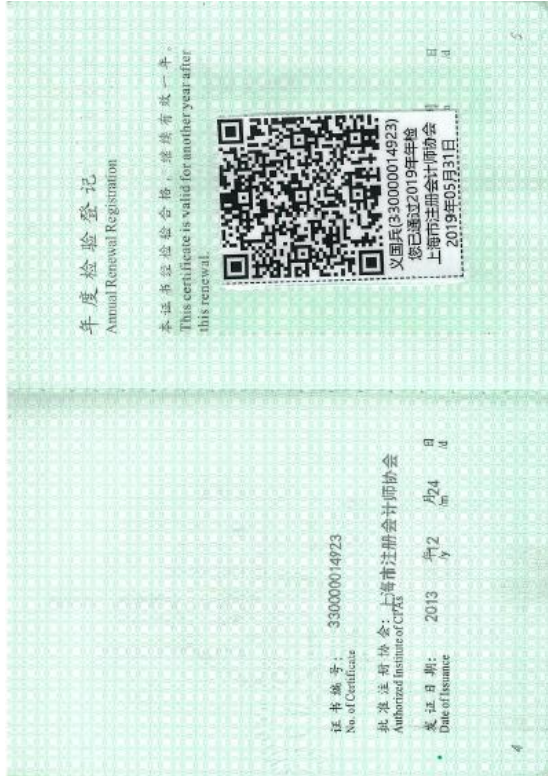 证书编号：
No. of Certificate
330000014923
批准注册协会：上海市注册会计师协会
Authorized Institute of CPAs
发证日期：
Date of Issuance
2013 年12 月24 日
/y /m /d
4
年度检验登记
Annual Renewal Registration
本证书经检验合格，继续有效一年。
This certificate is valid for another year after
this renewal.
义国兵(330000014923)
您已通过2019年年检
上海市注册会计师协会
2019年05月31日
日
/d
5